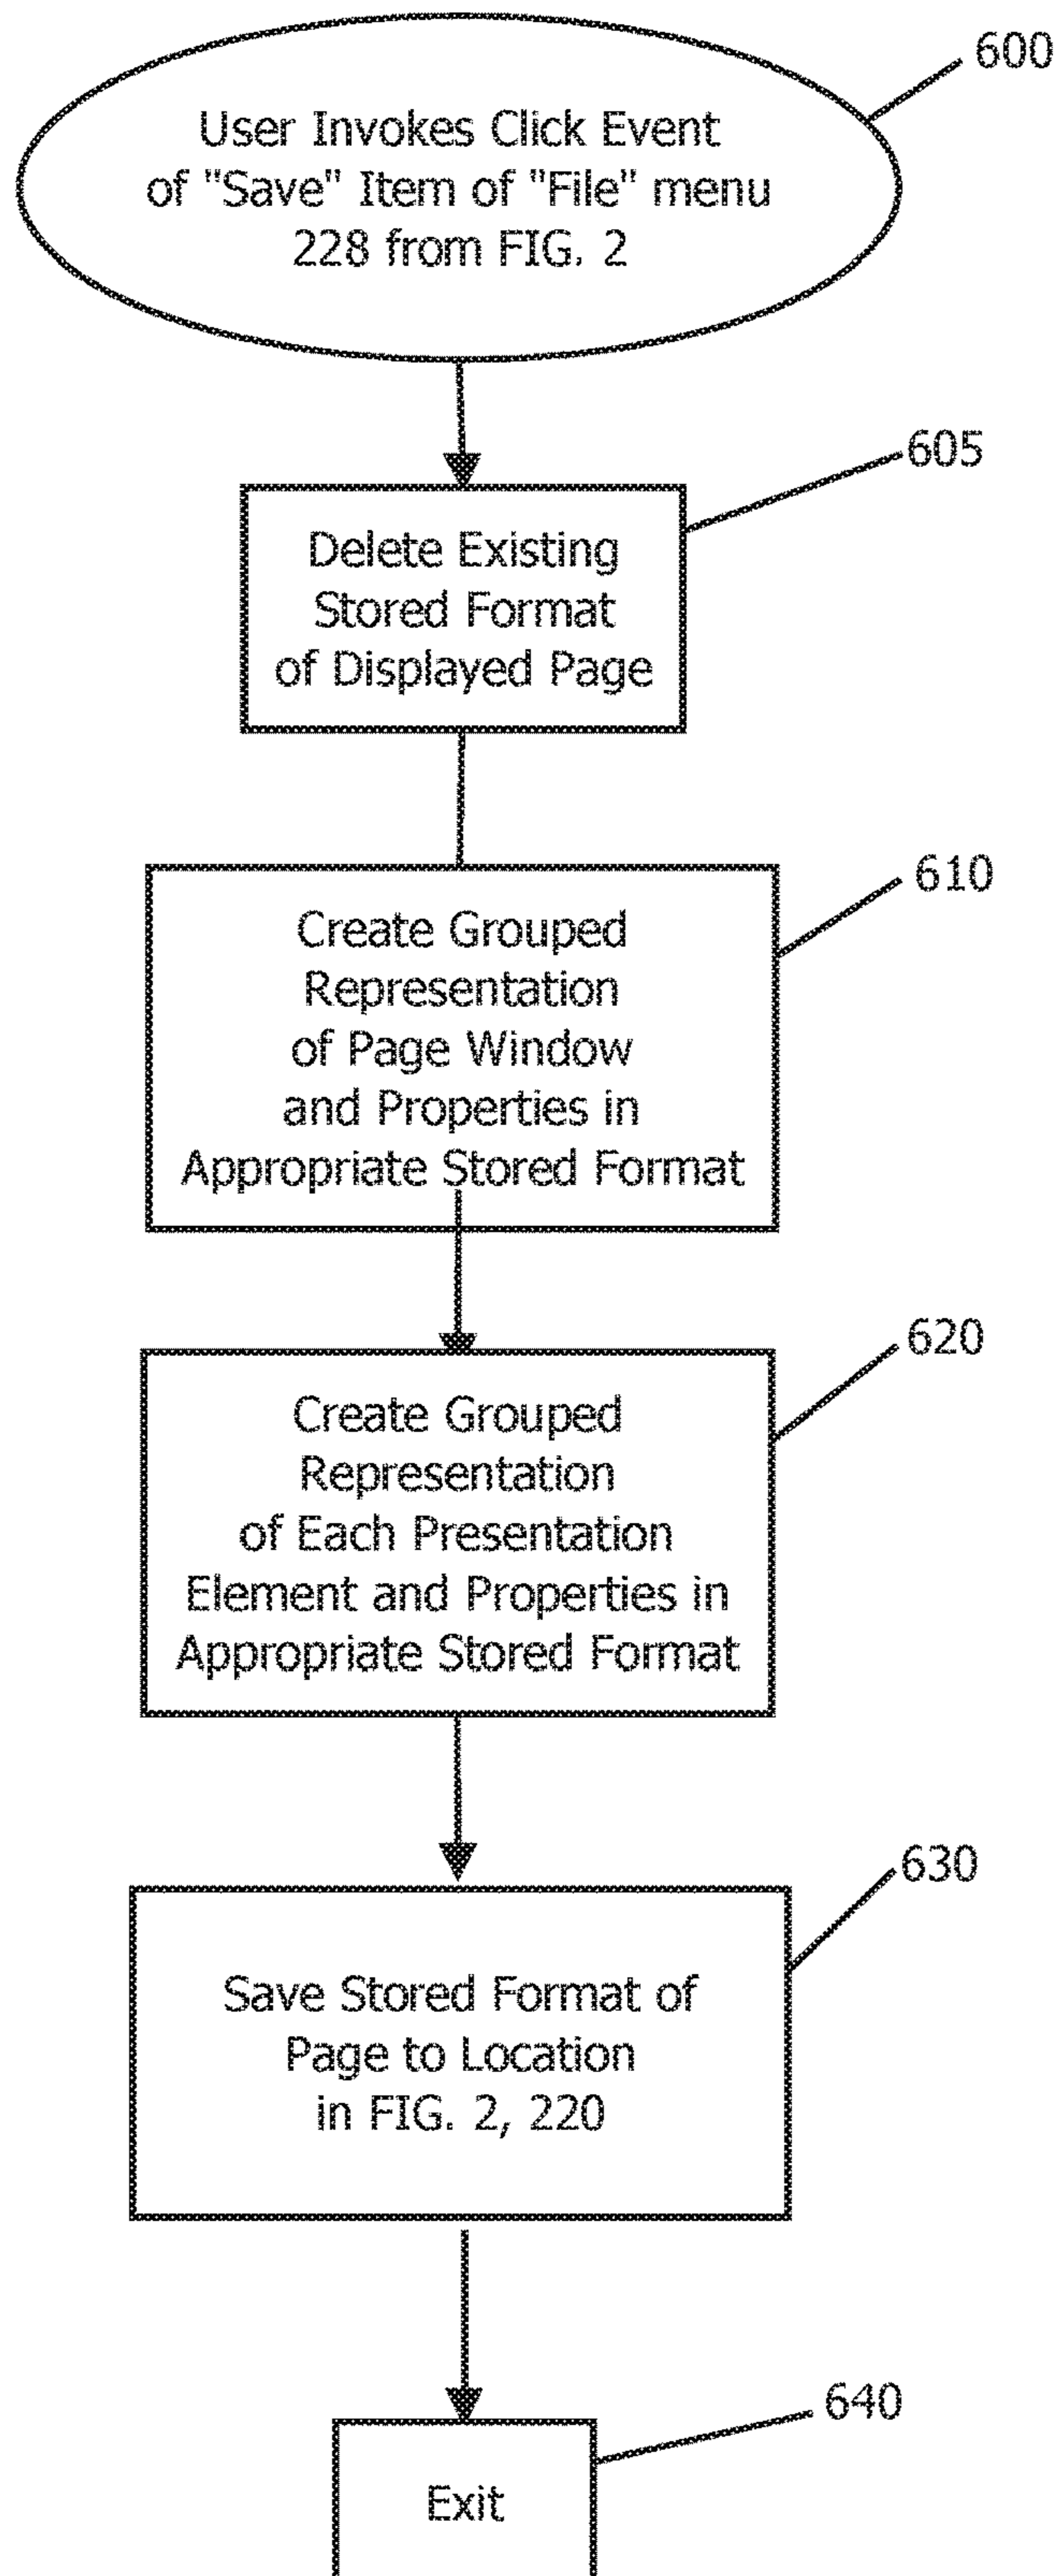 600
User Invokes Click Event
of "Save" Item of "File" menu
228 from FIG. 2
605
Delete Existing
Stored Format
of Displayed Page
610
Create Grouped
Representation
of Page Window
and Properties in
Appropriate Stored Format
620
Create Grouped
Representation
of Each Presentation
Element and Properties in
Appropriate Stored Format
630
Save Stored Format of
Page to Location
in FIG. 2, 220
640
Exit